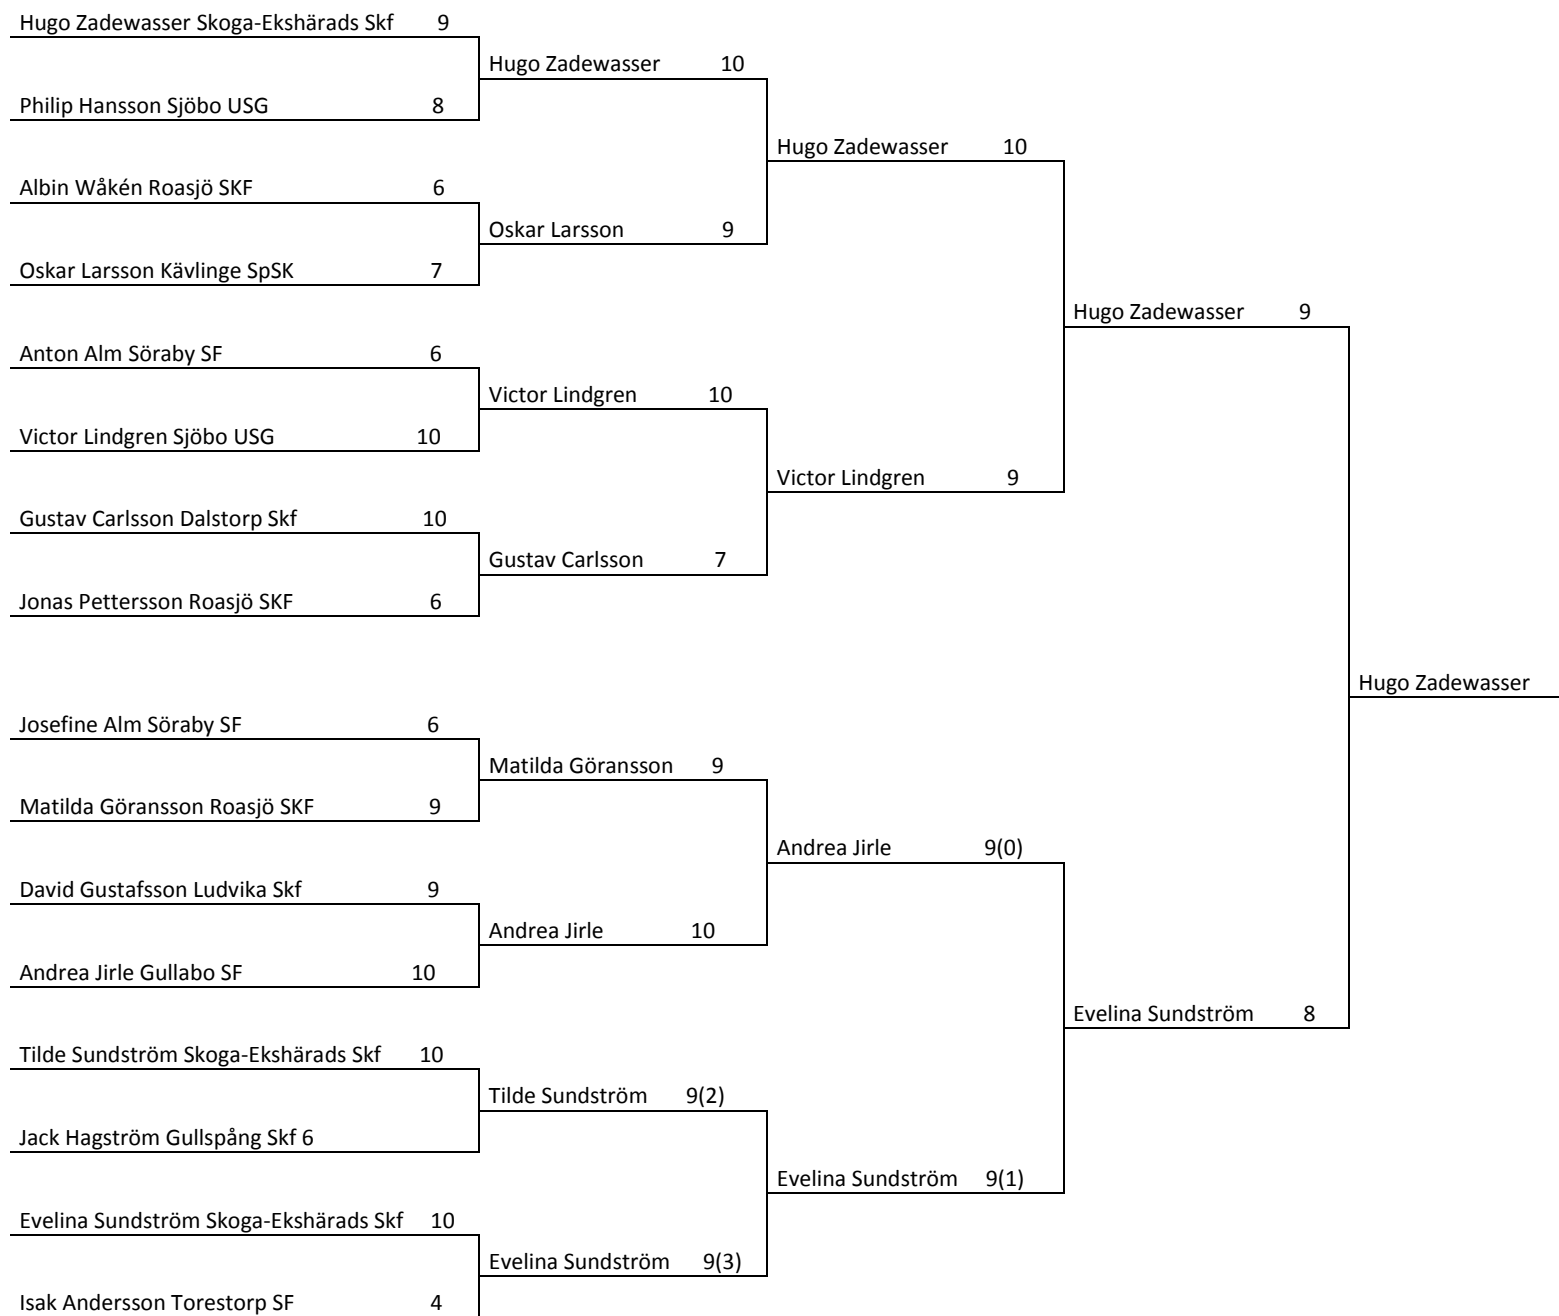 Hugo Zadewasser Skoga-Ekshärads Skf 9
Hugo Zadewasser 10
Philip Hansson Sjöbo USG 8
Hugo Zadewasser 10
Albin Wåkén Roasjö SKF 6
Oskar Larsson 9
Oskar Larsson Kävlinge SpSK 7
Hugo Zadewasser 9
Anton Alm Söraby SF 6
Victor Lindgren 10
Victor Lindgren Sjöbo USG 10
Victor Lindgren 9
Gustav Carlsson Dalstorp Skf 10
Gustav Carlsson 7
Jonas Pettersson Roasjö SKF 6
Hugo Zadewasser
Josefine Alm Söraby SF 6
Matilda Göransson 9
Matilda Göransson Roasjö SKF 9
Andrea Jirle 9(0)
David Gustafsson Ludvika Skf 9
Andrea Jirle 10
Andrea Jirle Gullabo SF 10
Evelina Sundström 8
Tilde Sundström Skoga-Ekshärads Skf 10
Tilde Sundström 9(2)
Jack Hagström Gullspång Skf 6
Evelina Sundström 9(1)
Evelina Sundström Skoga-Ekshärads Skf 10
Evelina Sundström 9(3)
Isak Andersson Torestorp SF 4